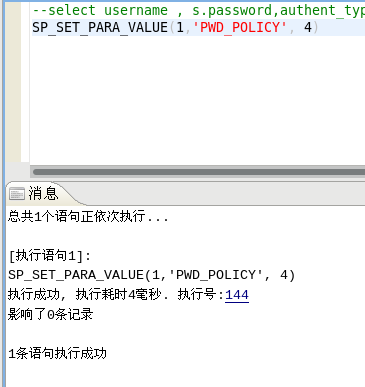 --select username , s.password,authent_typ
SP_SET_PARA_VALUE(1,'PWD_POLICY', 4)
消息
总共1个语句正依次执行...
[执行语句1]:
SP_SET_PARA_VALUE(1,'PWD_POLICY', 4)
执行成功, 执行耗时4毫秒. 执行号:144
影响了0条记录
1条语句执行成功